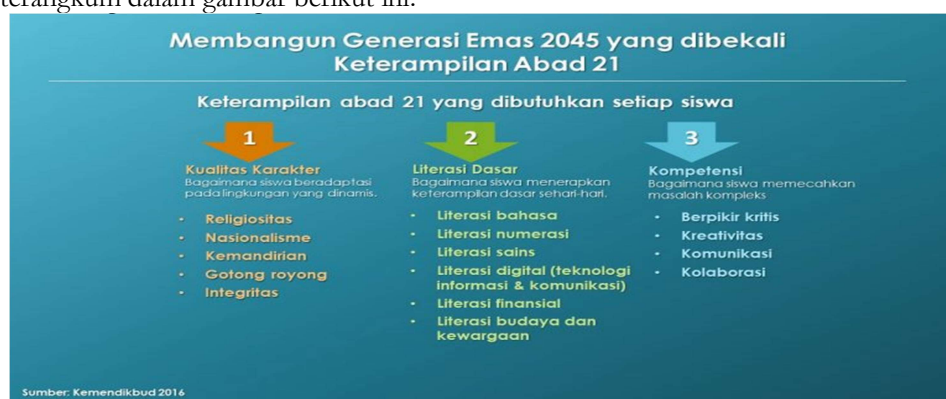 terangkum dalam gambar berikut ini.
Membangun Generasi Emas 2045 yang dibekali
Keterampilan Abad 21
Keterampilan abad 21 yang dibutuhkan setiap siswa
1
Kualitas Karakter
Bagaimana siswa beradaptasi
pada lingkungan yang dinamis.
• Religiositas
• Nasionalisme
• Kemandirian
• Gotong royong
• Integritas
2
Literasi Dasar
Bagaimana siswa menerapkan
keterampilan dasar sehari-hari.
• Literasi bahasa
• Literasi numerasi
• Literasi sains
• Literasi digital (teknologi
informasi & komunikasi)
• Literasi finansial
• Literasi budaya dan
kewargaan
3
Kompetensi
Bagaimana siswa memecahkan
masalah kompleks
• Berpikir kritis
• Kreativitas
• Komunikasi
• Kolaborasi
Sumber: Kemendikbud 2016